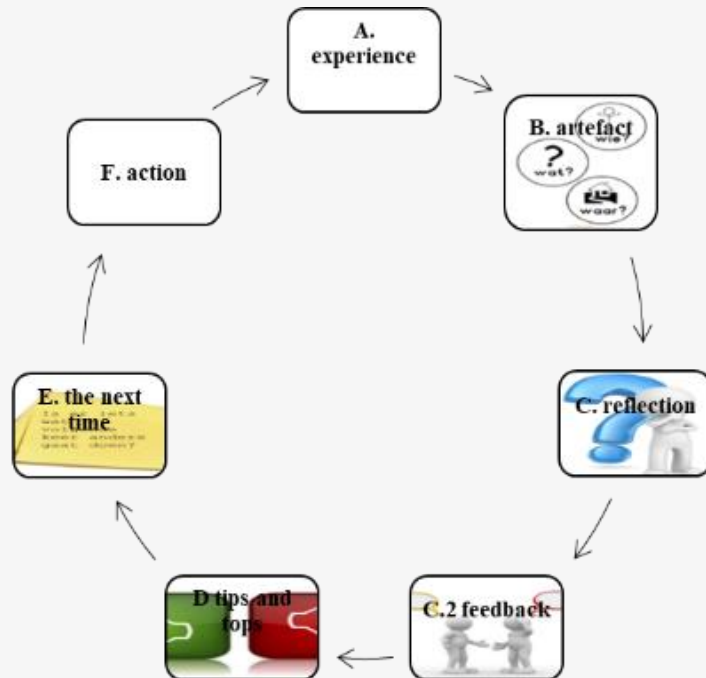 A.
experience
B. artefact
wie?
?
wat?
waar?
C. reflection
C.2 feedback
D tips and
tops
E. the next
time
F. action